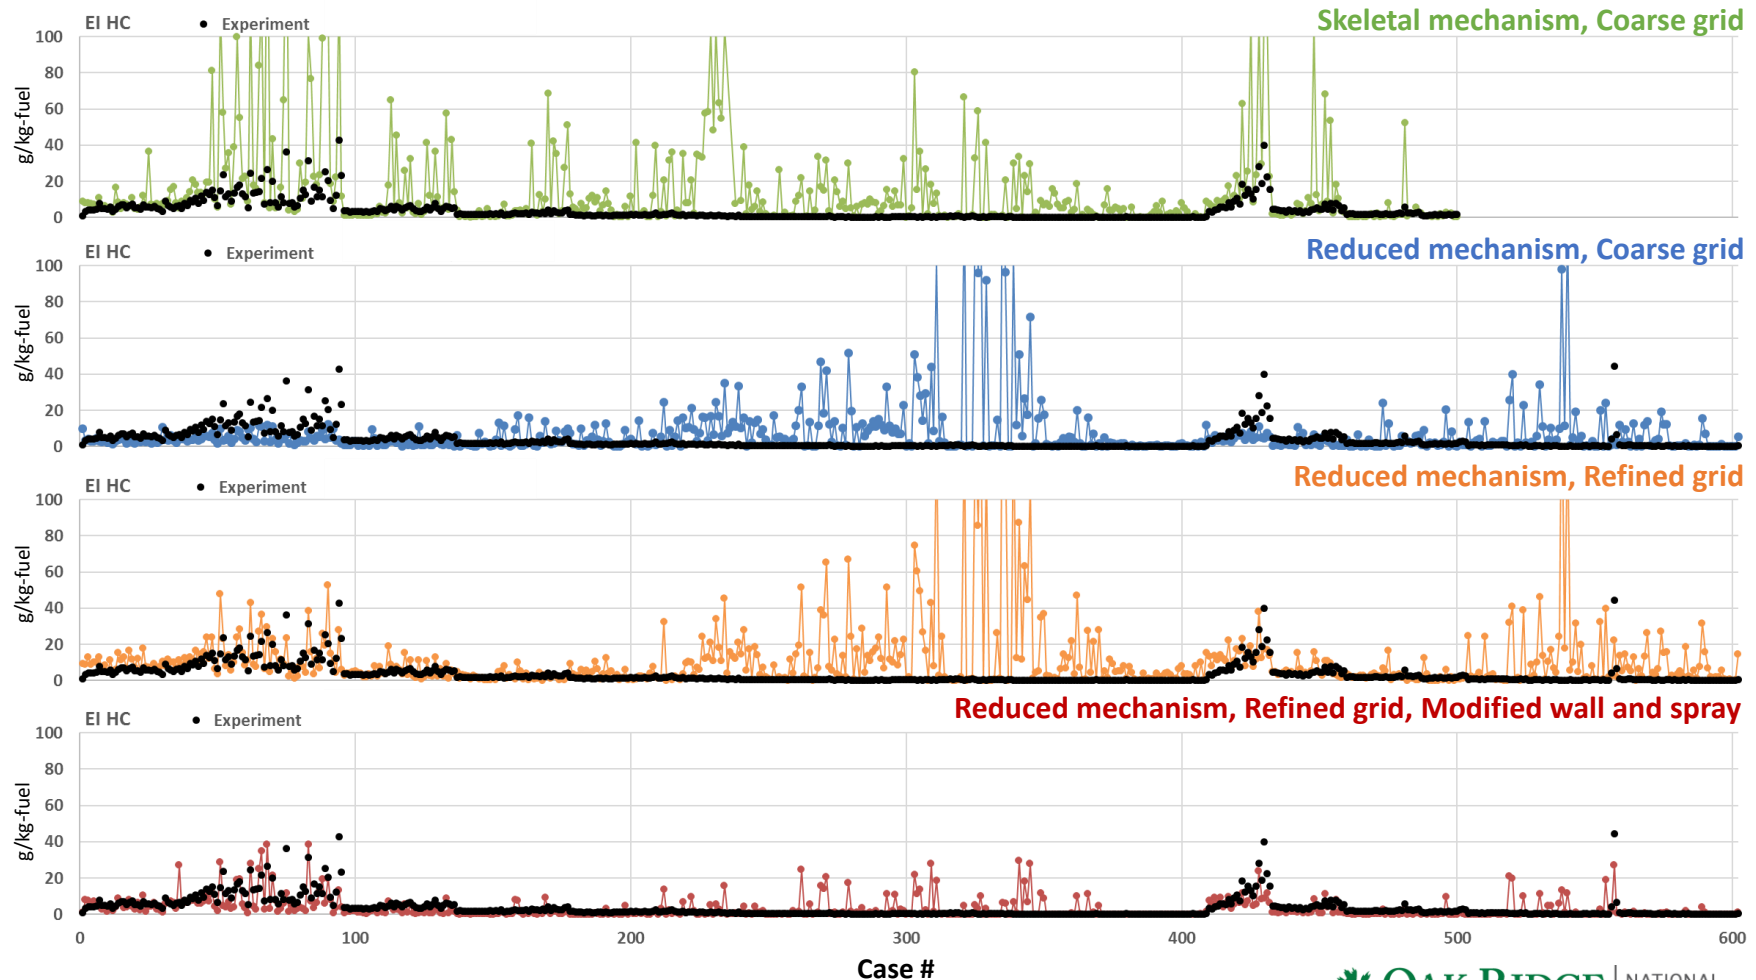 Skeletal mechanism, Coarse grid
EI HC
Experiment
g/kg-fuel
100
80
60
40
20
0
Reduced mechanism, Coarse grid
EI HC
Experiment
g/kg-fuel
100
80
60
40
20
0
Reduced mechanism, Refined grid
EI HC
Experiment
g/kg-fuel
100
80
60
40
20
0
Reduced mechanism, Refined grid, Modified wall and spray
EI HC
Experiment
g/kg-fuel
100
80
60
40
20
0
0 100 200 300 400 500 600
Case #
OAK RIDGE
NATIONAL